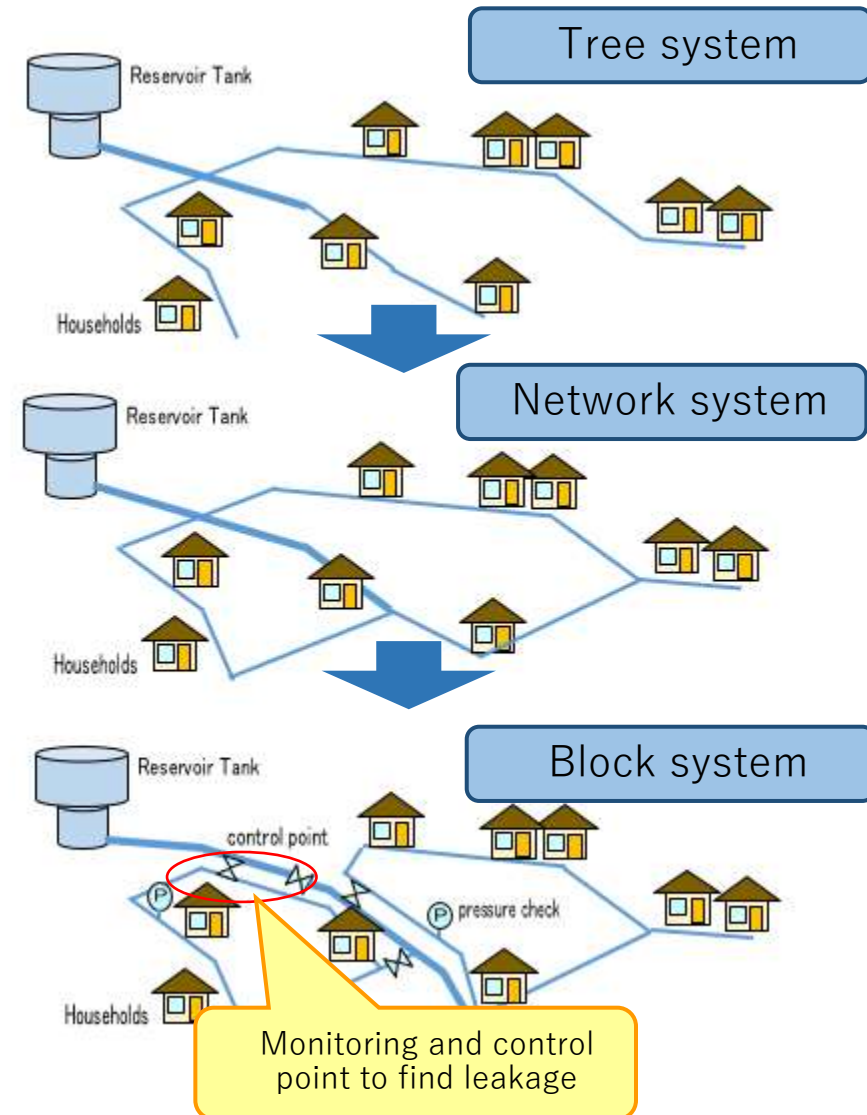 Tree system
Reservoir Tank
Households
Network system
Reservoir Tank
Households
Block system
Reservoir Tank
control point
P
P pressure check
Households
Monitoring and control
point to find leakage